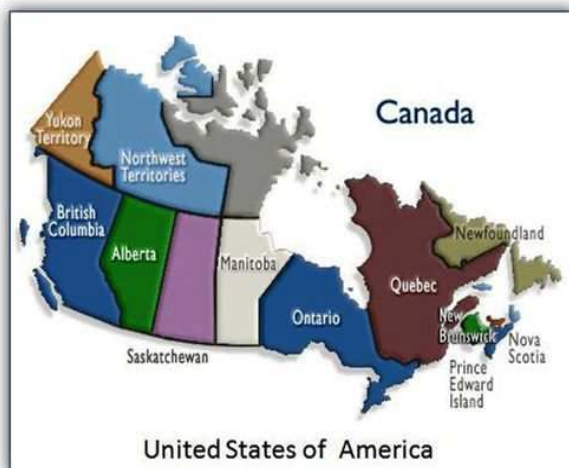 Canada
Yukon
Territory
Northwest
Territories
British
Columbia
Alberta
Manitoba
Saskatchewan
Ontario
Quebec
Newfoundland
New
Brunswick
Nova
Scotia
Prince
Edward
Island
United States of America